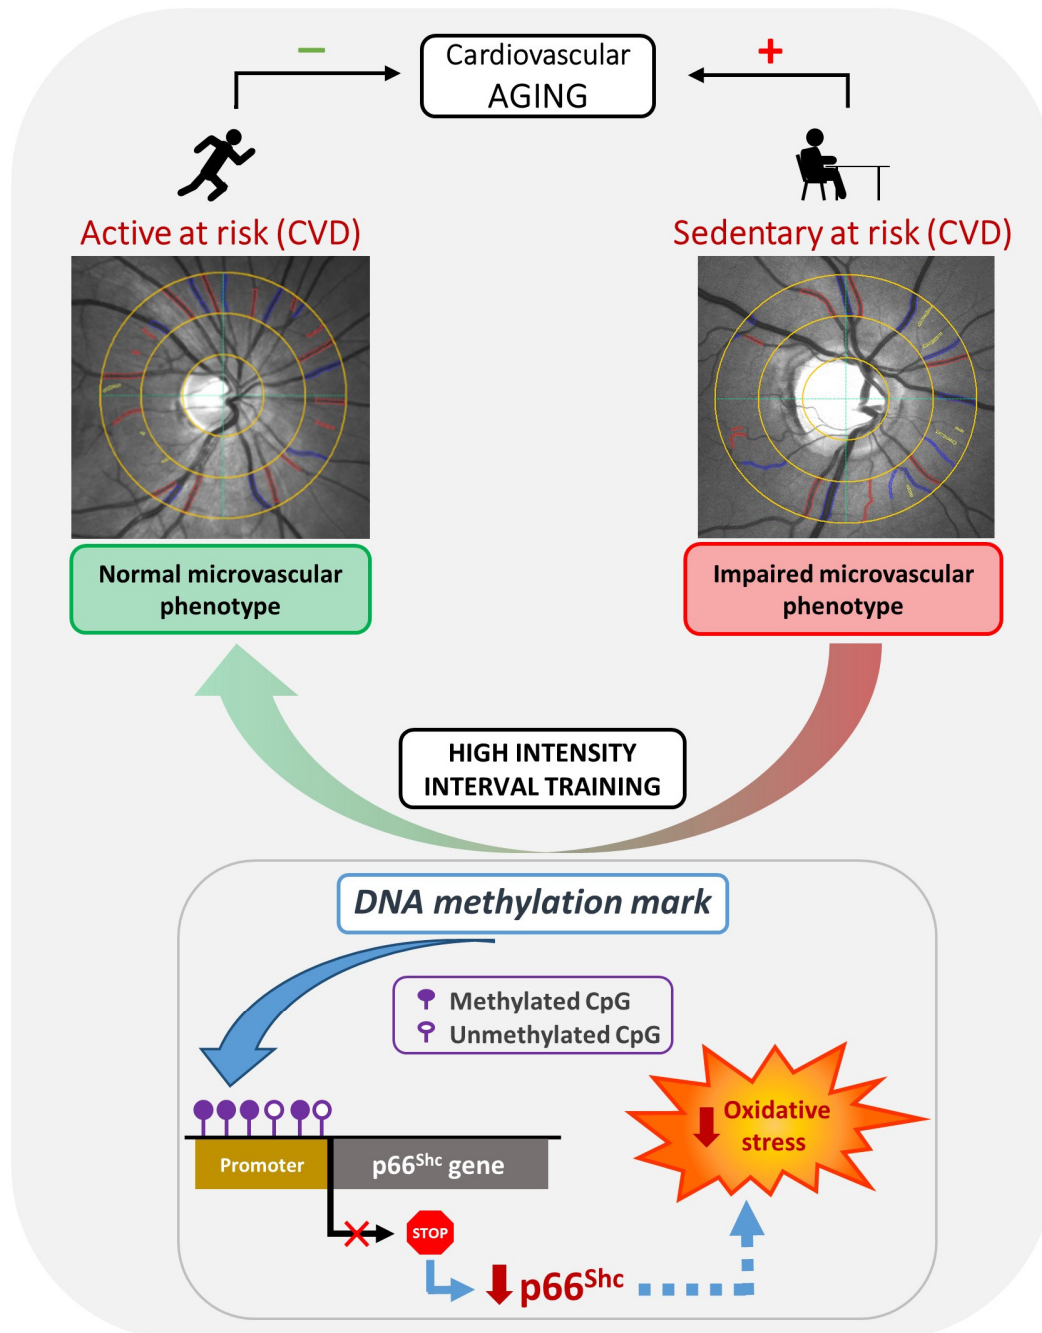 −
+
Cardiovascular
AGING
Active at risk (CVD)
Sedentary at risk (CVD)
Normal microvascular
phenotype
Impaired microvascular
phenotype
HIGH INTENSITY
INTERVAL TRAINING
DNA methylation mark
Methylated CpG
Unmethylated CpG
Oxidative
stress
Promoter
p66Shc gene
STOP
p66Shc